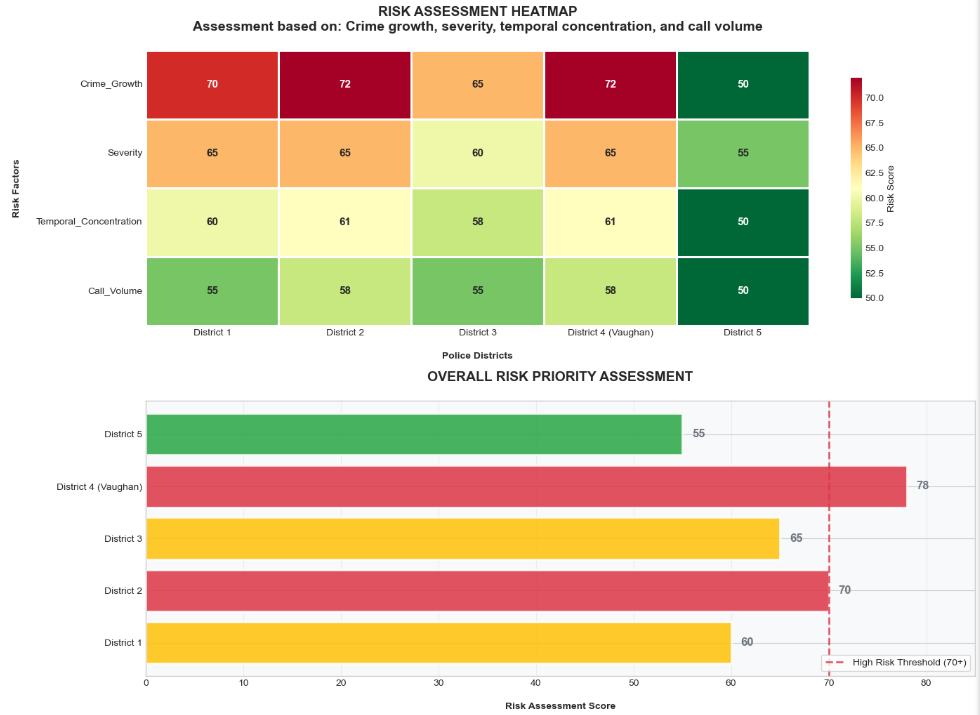 RISK ASSESSMENT HEATMAP
Assessment based on: Crime growth, severity, temporal concentration, and call volume
Risk Factors
Crime_Growth 70 72 65 72 50
Severity 65 65 60 65 55
Temporal_Concentration 60 61 58 61 50
Call_Volume 55 58 55 58 50
District 1 District 2 District 3 District 4 (Vaughan) District 5
Police Districts
70.0
67.5
65.0
62.5
60.0
57.5
55.0
52.5
50.0
Risk Score
OVERALL RISK PRIORITY ASSESSMENT
District 5 55
District 4 (Vaughan) 78
District 3 65
District 2 70
District 1 60
High Risk Threshold (70+)
0 10 20 30 40 50 60 70 80
Risk Assessment Score